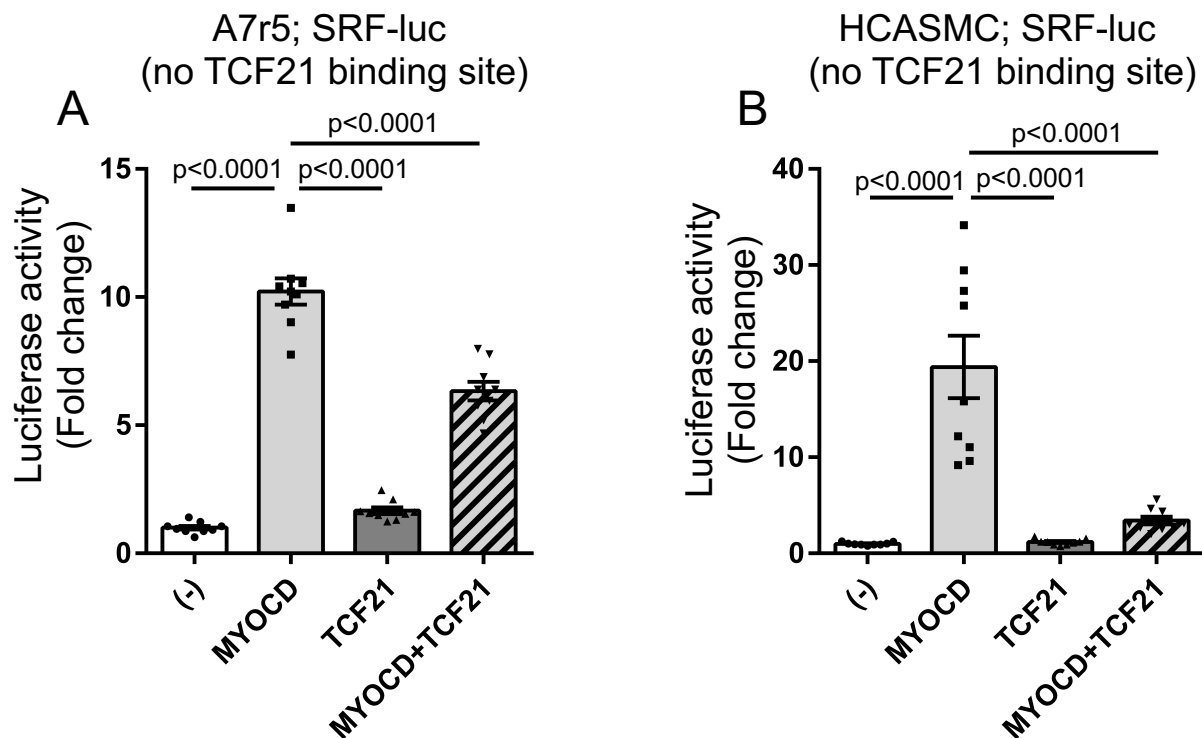 A7r5; SRF-luc
(no TCF21 binding site)
A
p<0.0001
p<0.0001 p<0.0001
Luciferase activity
(Fold change)
15
10
5
0
(-)
MYOCD
TCF21
MYOCD+TCF21
HCASMC; SRF-luc
(no TCF21 binding site)
B
p<0.0001
p<0.0001 p<0.0001
Luciferase activity
(Fold change)
40
30
20
10
0
(-)
MYOCD
TCF21
MYOCD+TCF21